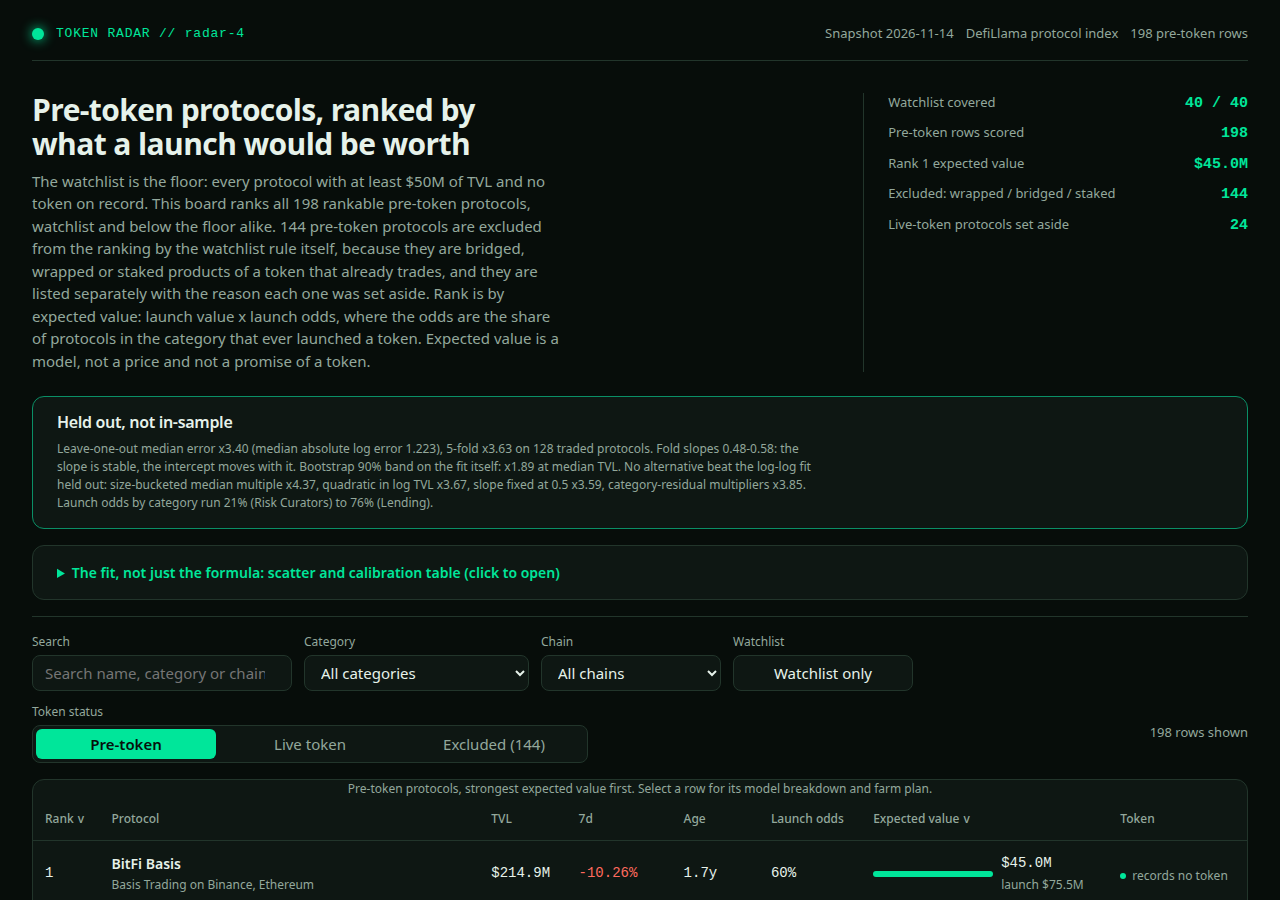 TOKEN RADAR // radar-4
Snapshot 2026-11-14 DefiLlama protocol index 198 pre-token rows
Pre-token protocols, ranked by
what a launch would be worth
The watchlist is the floor: every protocol with at least $50M of TVL and no
token on record. This board ranks all 198 rankable pre-token protocols,
watchlist and below the floor alike. 144 pre-token protocols are excluded
from the ranking by the watchlist rule itself, because they are bridged,
wrapped or staked products of a token that already trades, and they are
listed separately with the reason each one was set aside. Rank is by
expected value: launch value x launch odds, where the odds are the share
of protocols in the category that ever launched a token. Expected value is a
model, not a price and not a promise of a token.
Watchlist covered 40 / 40
Pre-token rows scored 198
Rank 1 expected value $45.0M
Excluded: wrapped / bridged / staked 144
Live-token protocols set aside 24
Held out, not in-sample
Leave-one-out median error x3.40 (median absolute log error 1.223), 5-fold x3.63 on 128 traded protocols. Fold slopes 0.48-0.58: the
slope is stable, the intercept moves with it. Bootstrap 90% band on the fit itself: x1.89 at median TVL. No alternative beat the log-log fit
held out: size-bucketed median multiple x4.37, quadratic in log TVL x3.67, slope fixed at 0.5 x3.59, category-residual multipliers x3.85.
Launch odds by category run 21% (Risk Curators) to 76% (Lending).
The fit, not just the formula: scatter and calibration table (click to open)
Search Category Chain Watchlist
Search name, category or chain All categories All chains Watchlist only
Token status
Pre-token Live token Excluded (144)
198 rows shown
Pre-token protocols, strongest expected value first. Select a row for its model breakdown and farm plan.
Rank v Protocol TVL 7d Age Launch odds Expected value v Token
1 BitFi Basis $214.9M -10.26% 1.7y 60% $45.0M records no token
Basis Trading on Binance, Ethereum launch $75.5M